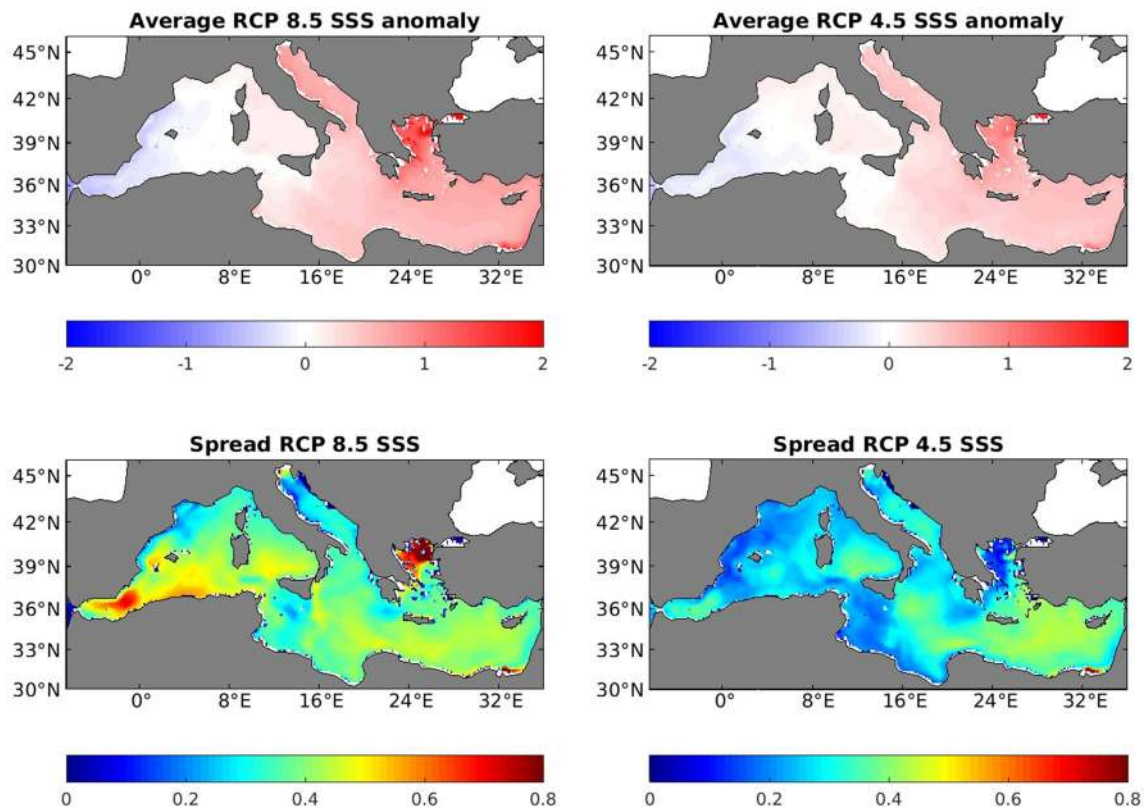 Average RCP 8.5 SSS anomaly
45°N
42°N
39°N
36°N
33°N
30°N
0° 8°E 16°E 24°E 32°E
-2 -1 0 1 2
Average RCP 4.5 SSS anomaly
45°N
42°N
39°N
36°N
33°N
30°N
0° 8°E 16°E 24°E 32°E
-2 -1 0 1 2
Spread RCP 8.5 SSS
45°N
42°N
39°N
36°N
33°N
30°N
0° 8°E 16°E 24°E 32°E
0 0.2 0.4 0.6 0.8
Spread RCP 4.5 SSS
45°N
42°N
39°N
36°N
33°N
30°N
0° 8°E 16°E 24°E 32°E
0 0.2 0.4 0.6 0.8